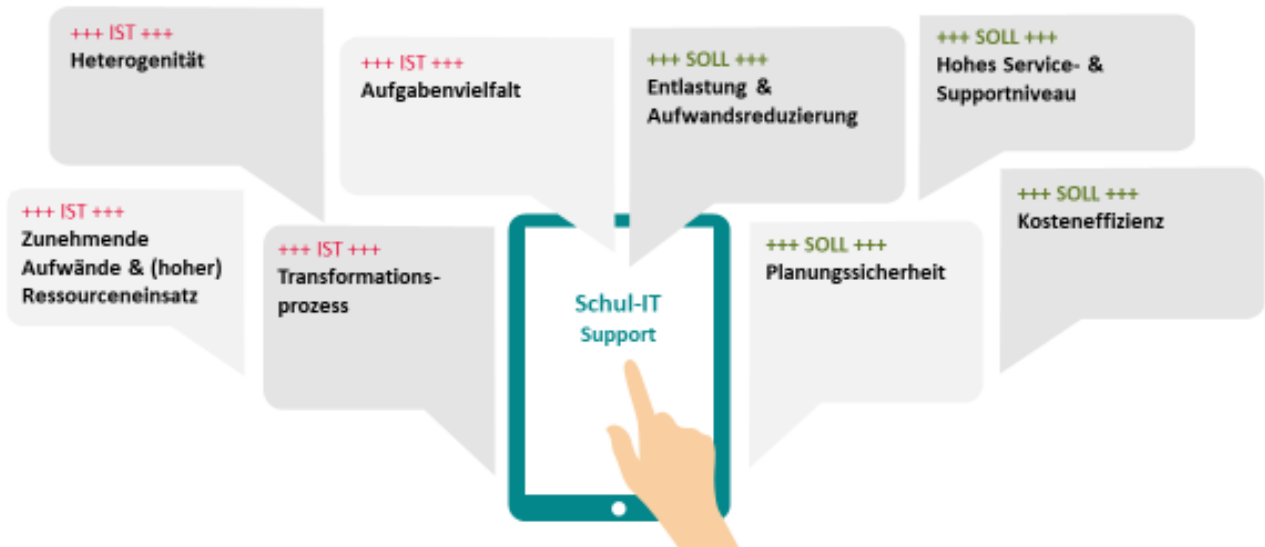 +++ IST +++
Heterogenität
+++ IST +++
Aufgabenvielfalt
+++ SOLL +++
Entlastung &
Aufwandsreduzierung
+++ SOLL +++
Hohes Service- &
Supportniveau
+++ IST +++
Zunehmende
Aufwände & (hoher)
Ressourceneinsatz
+++ IST +++
Transformations-
prozess
Schul-IT
Support
+++ SOLL +++
Planungssicherheit
+++ SOLL +++
Kosteneffizienz